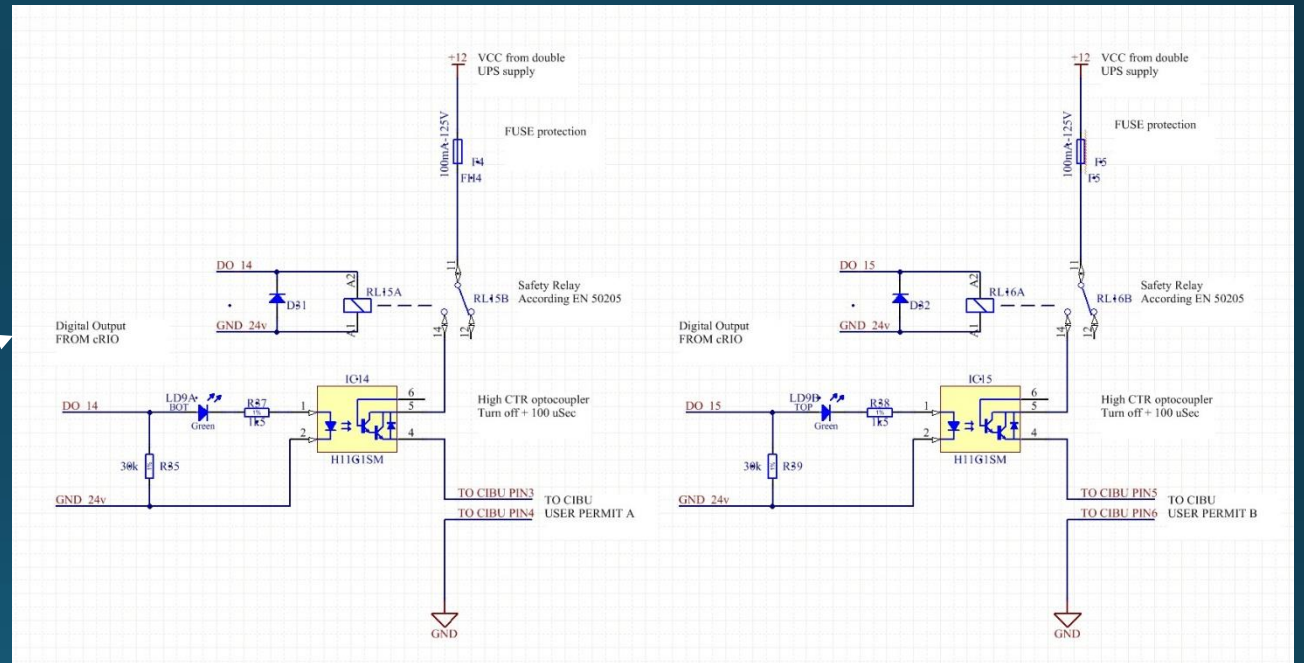 +12 VCC from double
UPS supply
100mA-125V
FUSE protection
F4
FH4
DO 14
A2
11
D31
RL15A
RL15B
Safety Relay
According EN 50205
GND 24v
A1
14
12
Digital Output
FROM cRIO
IC14
DO 14
LD9A
BOT
Green
R37
1%
1k5
1
2
6
5
4
High CTR optocoupler
Turn off + 100 uSec
H11G1SM
30k
1%
R35
GND 24v
TO CIBU PIN3
TO CIBU PIN4
TO CIBU
USER PERMIT A
GND
+12 VCC from double
UPS supply
100mA-125V
FUSE protection
F5
F5
DO 15
A2
11
D32
RL16A
RL16B
Safety Relay
According EN 50205
GND 24v
A1
14
12
Digital Output
FROM cRIO
IC15
DO 15
LD9B
TOP
Green
R38
1%
1k5
1
2
6
5
4
High CTR optocoupler
Turn off + 100 uSec
H11G1SM
30k
1%
R39
GND 24v
TO CIBU PIN5
TO CIBU PIN6
TO CIBU
USER PERMIT B
GND